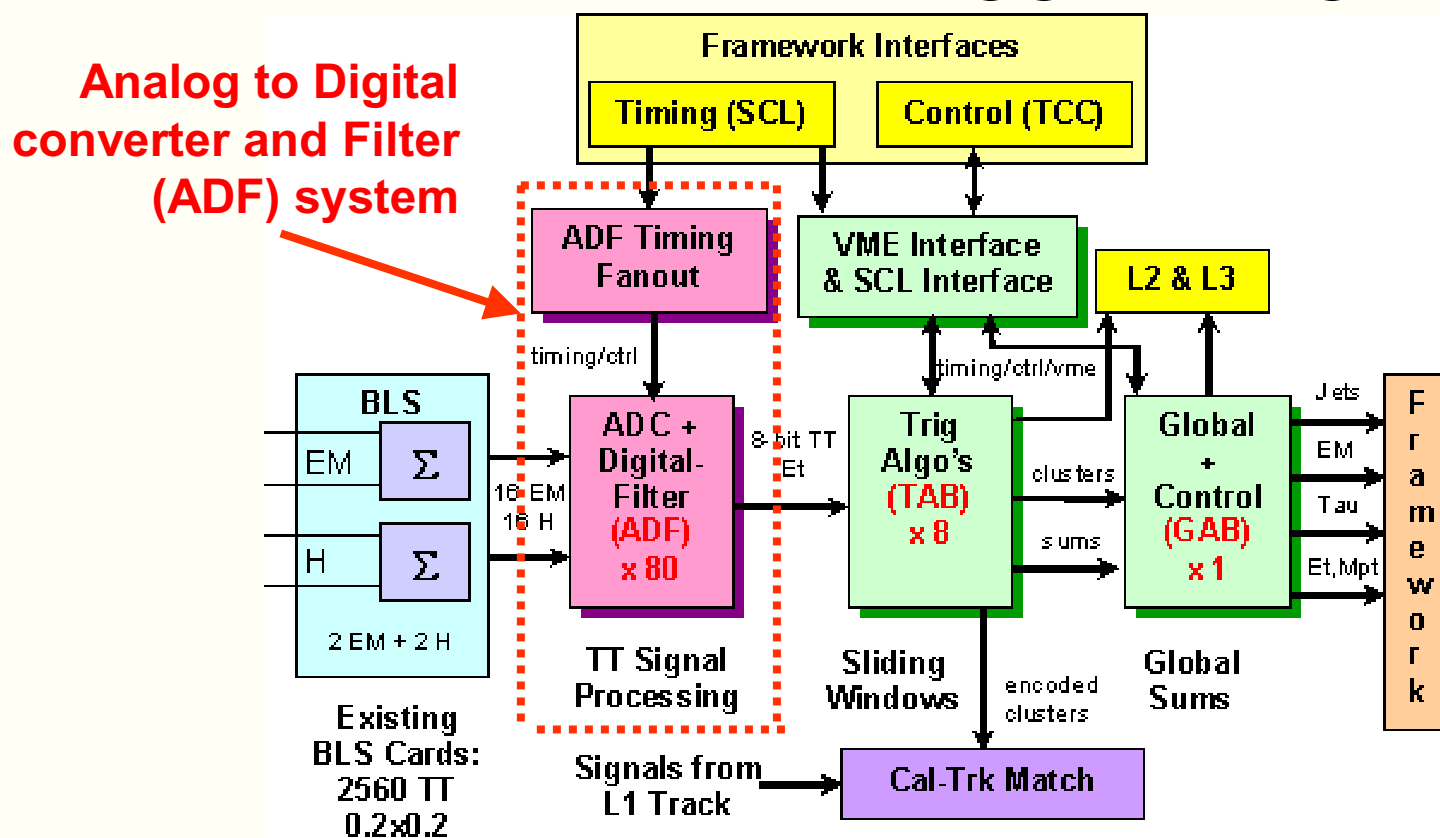 Framework Interfaces
Timing (SCL)
Control (TCC)
Analog to Digital
converter and Filter
(ADF) system
ADF Timing
Fanout
VME Interface
& SCL Interface
L2 & L3
timing/ctrl
timing/ctrl/vme
BLS
EM
Σ
H
Σ
2 EM + 2 H
16 EM
16 H
ADC +
Digital-
Filter
(ADF)
x 80
8-bit TT
Et
Trig
Algo's
(TAB)
x 8
clusters
sums
Global
+
Control
(GAB)
x 1
Jets
EM
Tau
Et,Mpt
Framework
TT Signal
Processing
Sliding
Windows
Global
Sums
encoded
clusters
Existing
BLS Cards:
2560 TT
0.2x0.2
Signals from
L1 Track
Cal-Trk Match